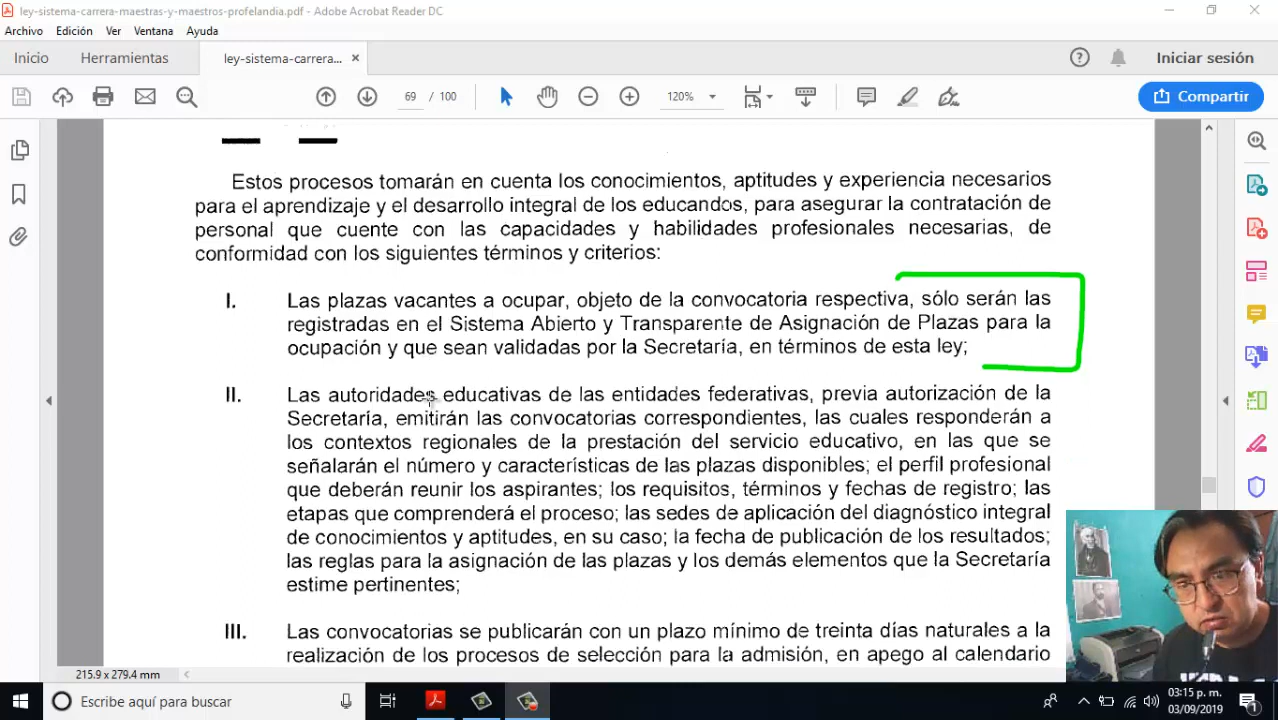 ley-sistema-carrera-maestras-y-maestros-profelandia.pdf - Adobe Acrobat Reader DC
Archivo Edición Ver Ventana Ayuda
Inicio Herramientas ley-sistema-carrera... × Iniciar sesión
69 / 100 120% Compartir
Estos procesos tomarán en cuenta los conocimientos, aptitudes y experiencia necesarios
para el aprendizaje y el desarrollo integral de los educandos, para asegurar la contratación de
personal que cuente con las capacidades y habilidades profesionales necesarias, de
conformidad con los siguientes términos y criterios:
I. Las plazas vacantes a ocupar, objeto de la convocatoria respectiva, sólo serán las
registradas en el Sistema Abierto y Transparente de Asignación de Plazas para la
ocupación y que sean validadas por la Secretaría, en términos de esta ley;
II. Las autoridades educativas de las entidades federativas, previa autorización de la
Secretaría, emitirán las convocatorias correspondientes, las cuales responderán a
los contextos regionales de la prestación del servicio educativo, en las que se
señalarán el número y características de las plazas disponibles; el perfil profesional
que deberán reunir los aspirantes; los requisitos, términos y fechas de registro; las
etapas que comprenderá el proceso; las sedes de aplicación del diagnóstico integral
de conocimientos y aptitudes, en su caso; la fecha de publicación de los resultados;
las reglas para la asignación de las plazas y los demás elementos que la Secretaría
estime pertinentes;
III. Las convocatorias se publicarán con un plazo mínimo de treinta días naturales a la
realización de los procesos de selección para la admisión, en apego al calendario
215.9 x 279.4 mm
Escribe aquí para buscar
03:15 p. m.
03/09/2019
1